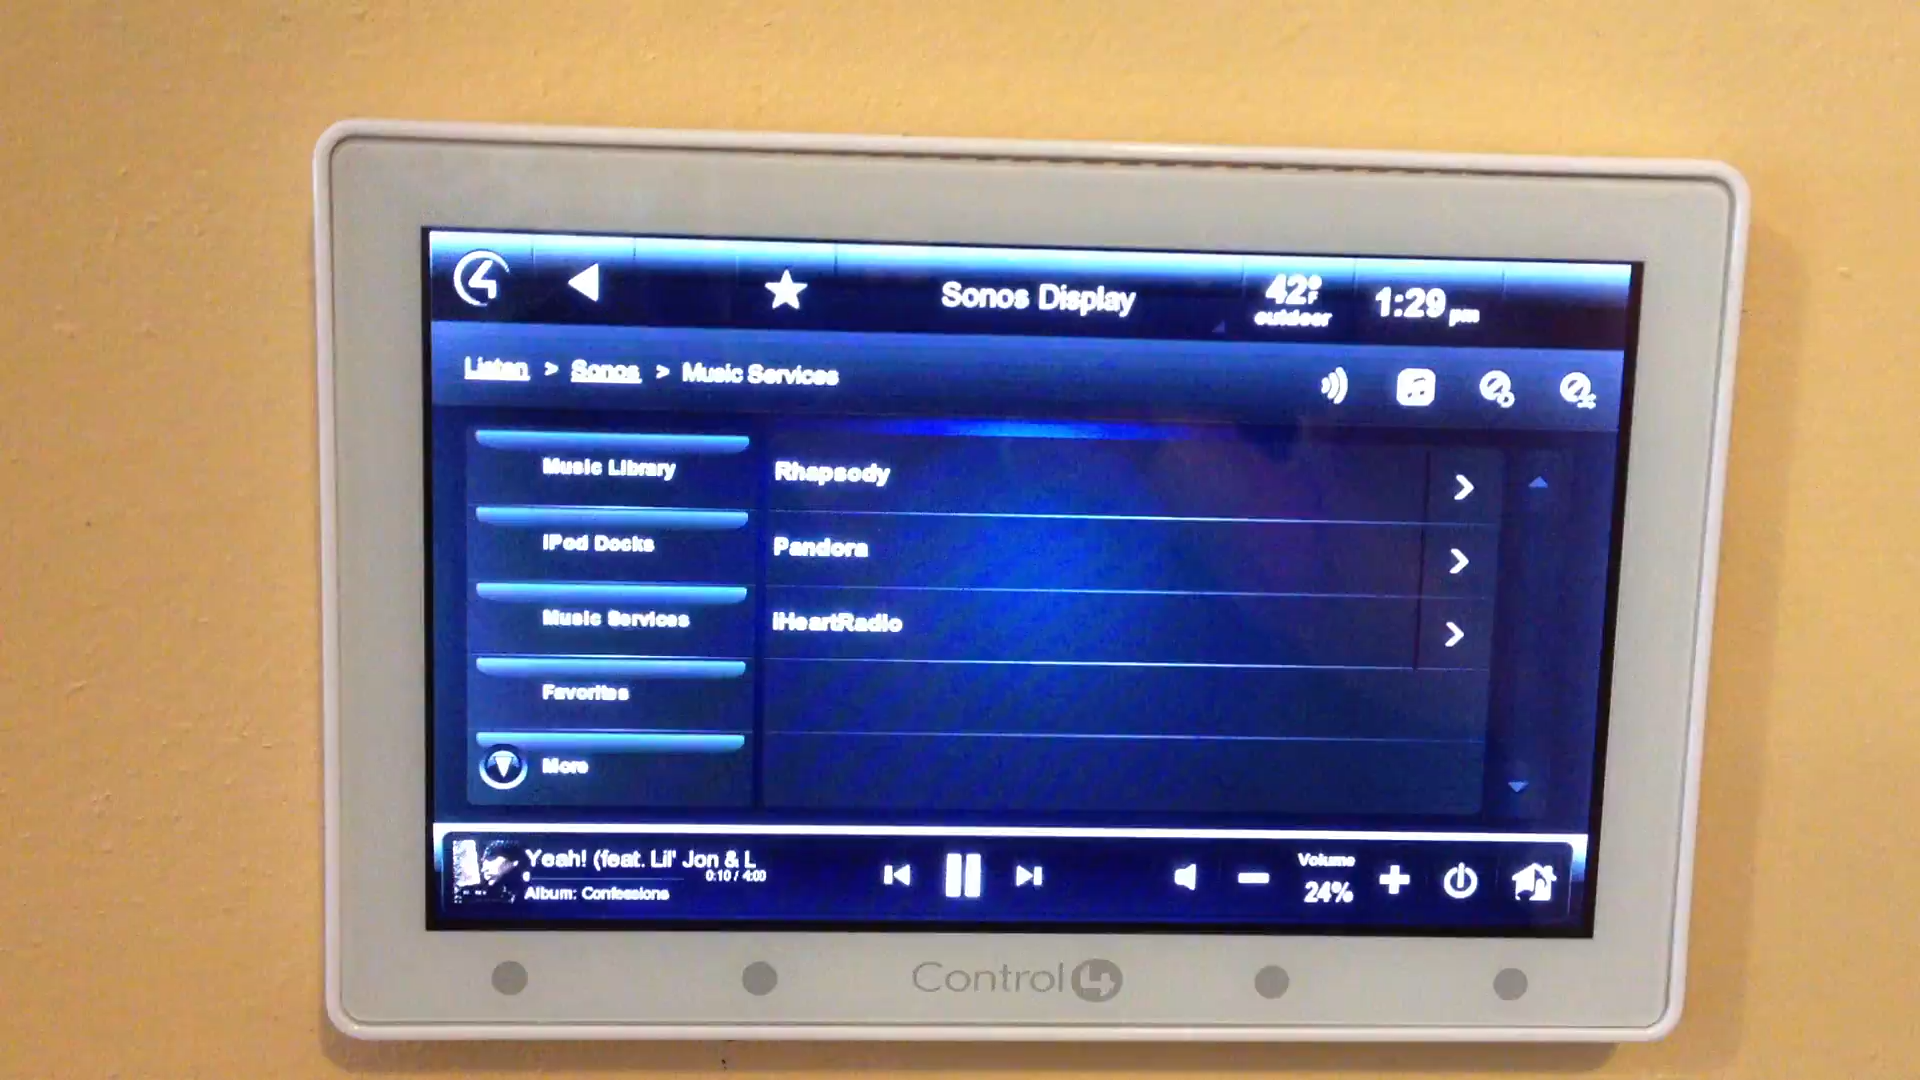 Sonos Display
42°F
outdoor
1:29 pm
Listen > Sonos > Music Services
Music Library
iPod Docks
Music Services
Favorites
More
Rhapsody
Pandora
iHeartRadio
Yeah! (feat. Lil' Jon & L
0:10 / 4:00
Album: Confessions
Volume
24%
Control4